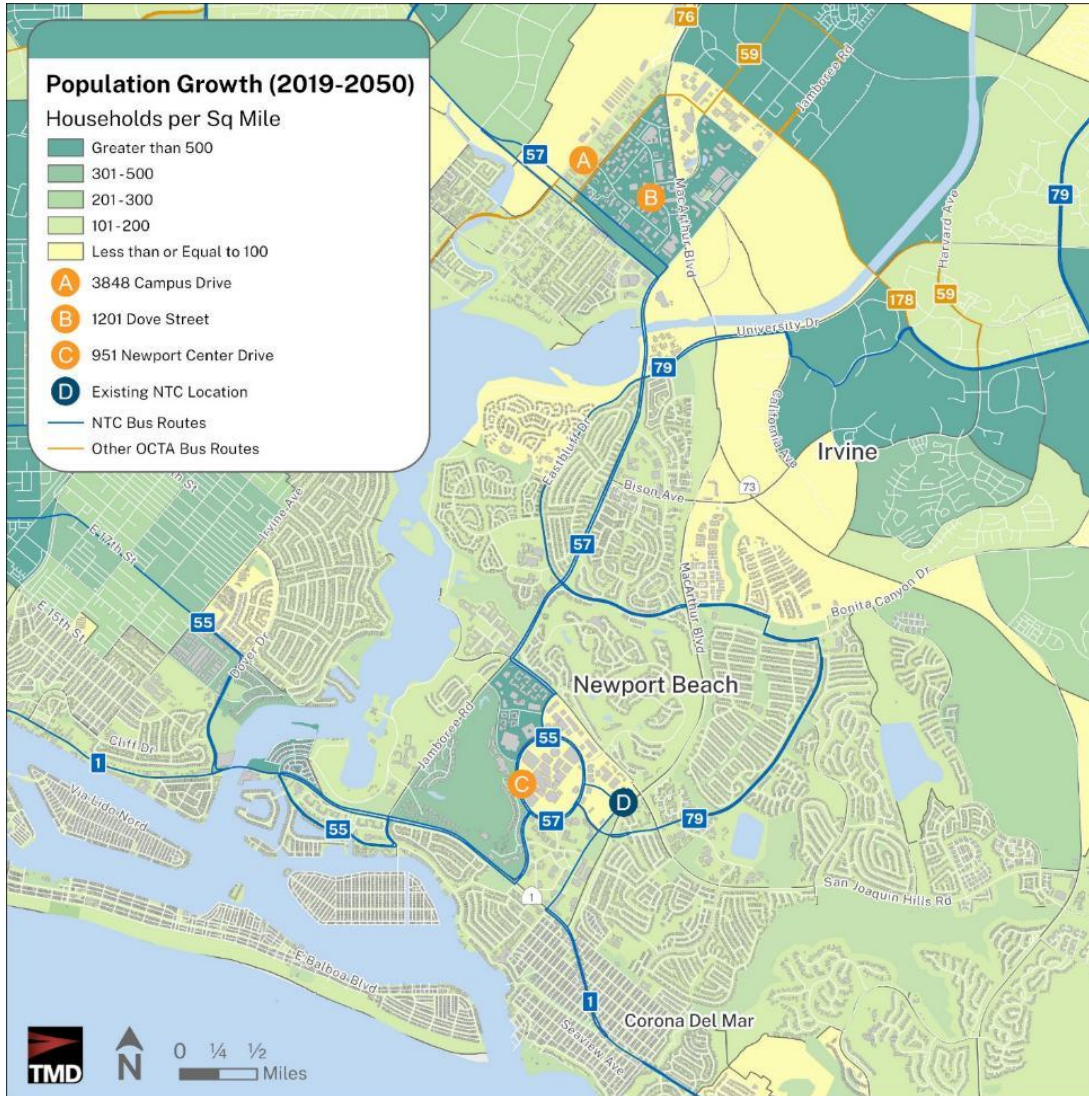 Population Growth (2019-2050)
Households per Sq Mile
Greater than 500
301-500
201-300
101-200
Less than or Equal to 100
A 3848 Campus Drive
B 1201 Dove Street
C 951 Newport Center Drive
D Existing NTC Location
NTC Bus Routes
Other OCTA Bus Routes
76
59
Jamboree Rd
57
A
B
MacArthur Blvd
79
Harvard Ave
59
178
University Dr
79
California Ave
Irvine
Eastbluff Dr
Bison Ave
73
th St
Irvine Ave
E 17th St
57
MacArthur Blvd
Bonita Canyon Dr
E 15th St
55
Dover Dr
Newport Beach
Jamboree Rd
55
Cliff Dr
1
C
D
Via Lido Nord
55
57
79
San Joaquin Hills Rd
1
E Balboa Blvd
1
Corona Del Mar
Seaview Ave
TMD
N
0 ¼ ½
Miles